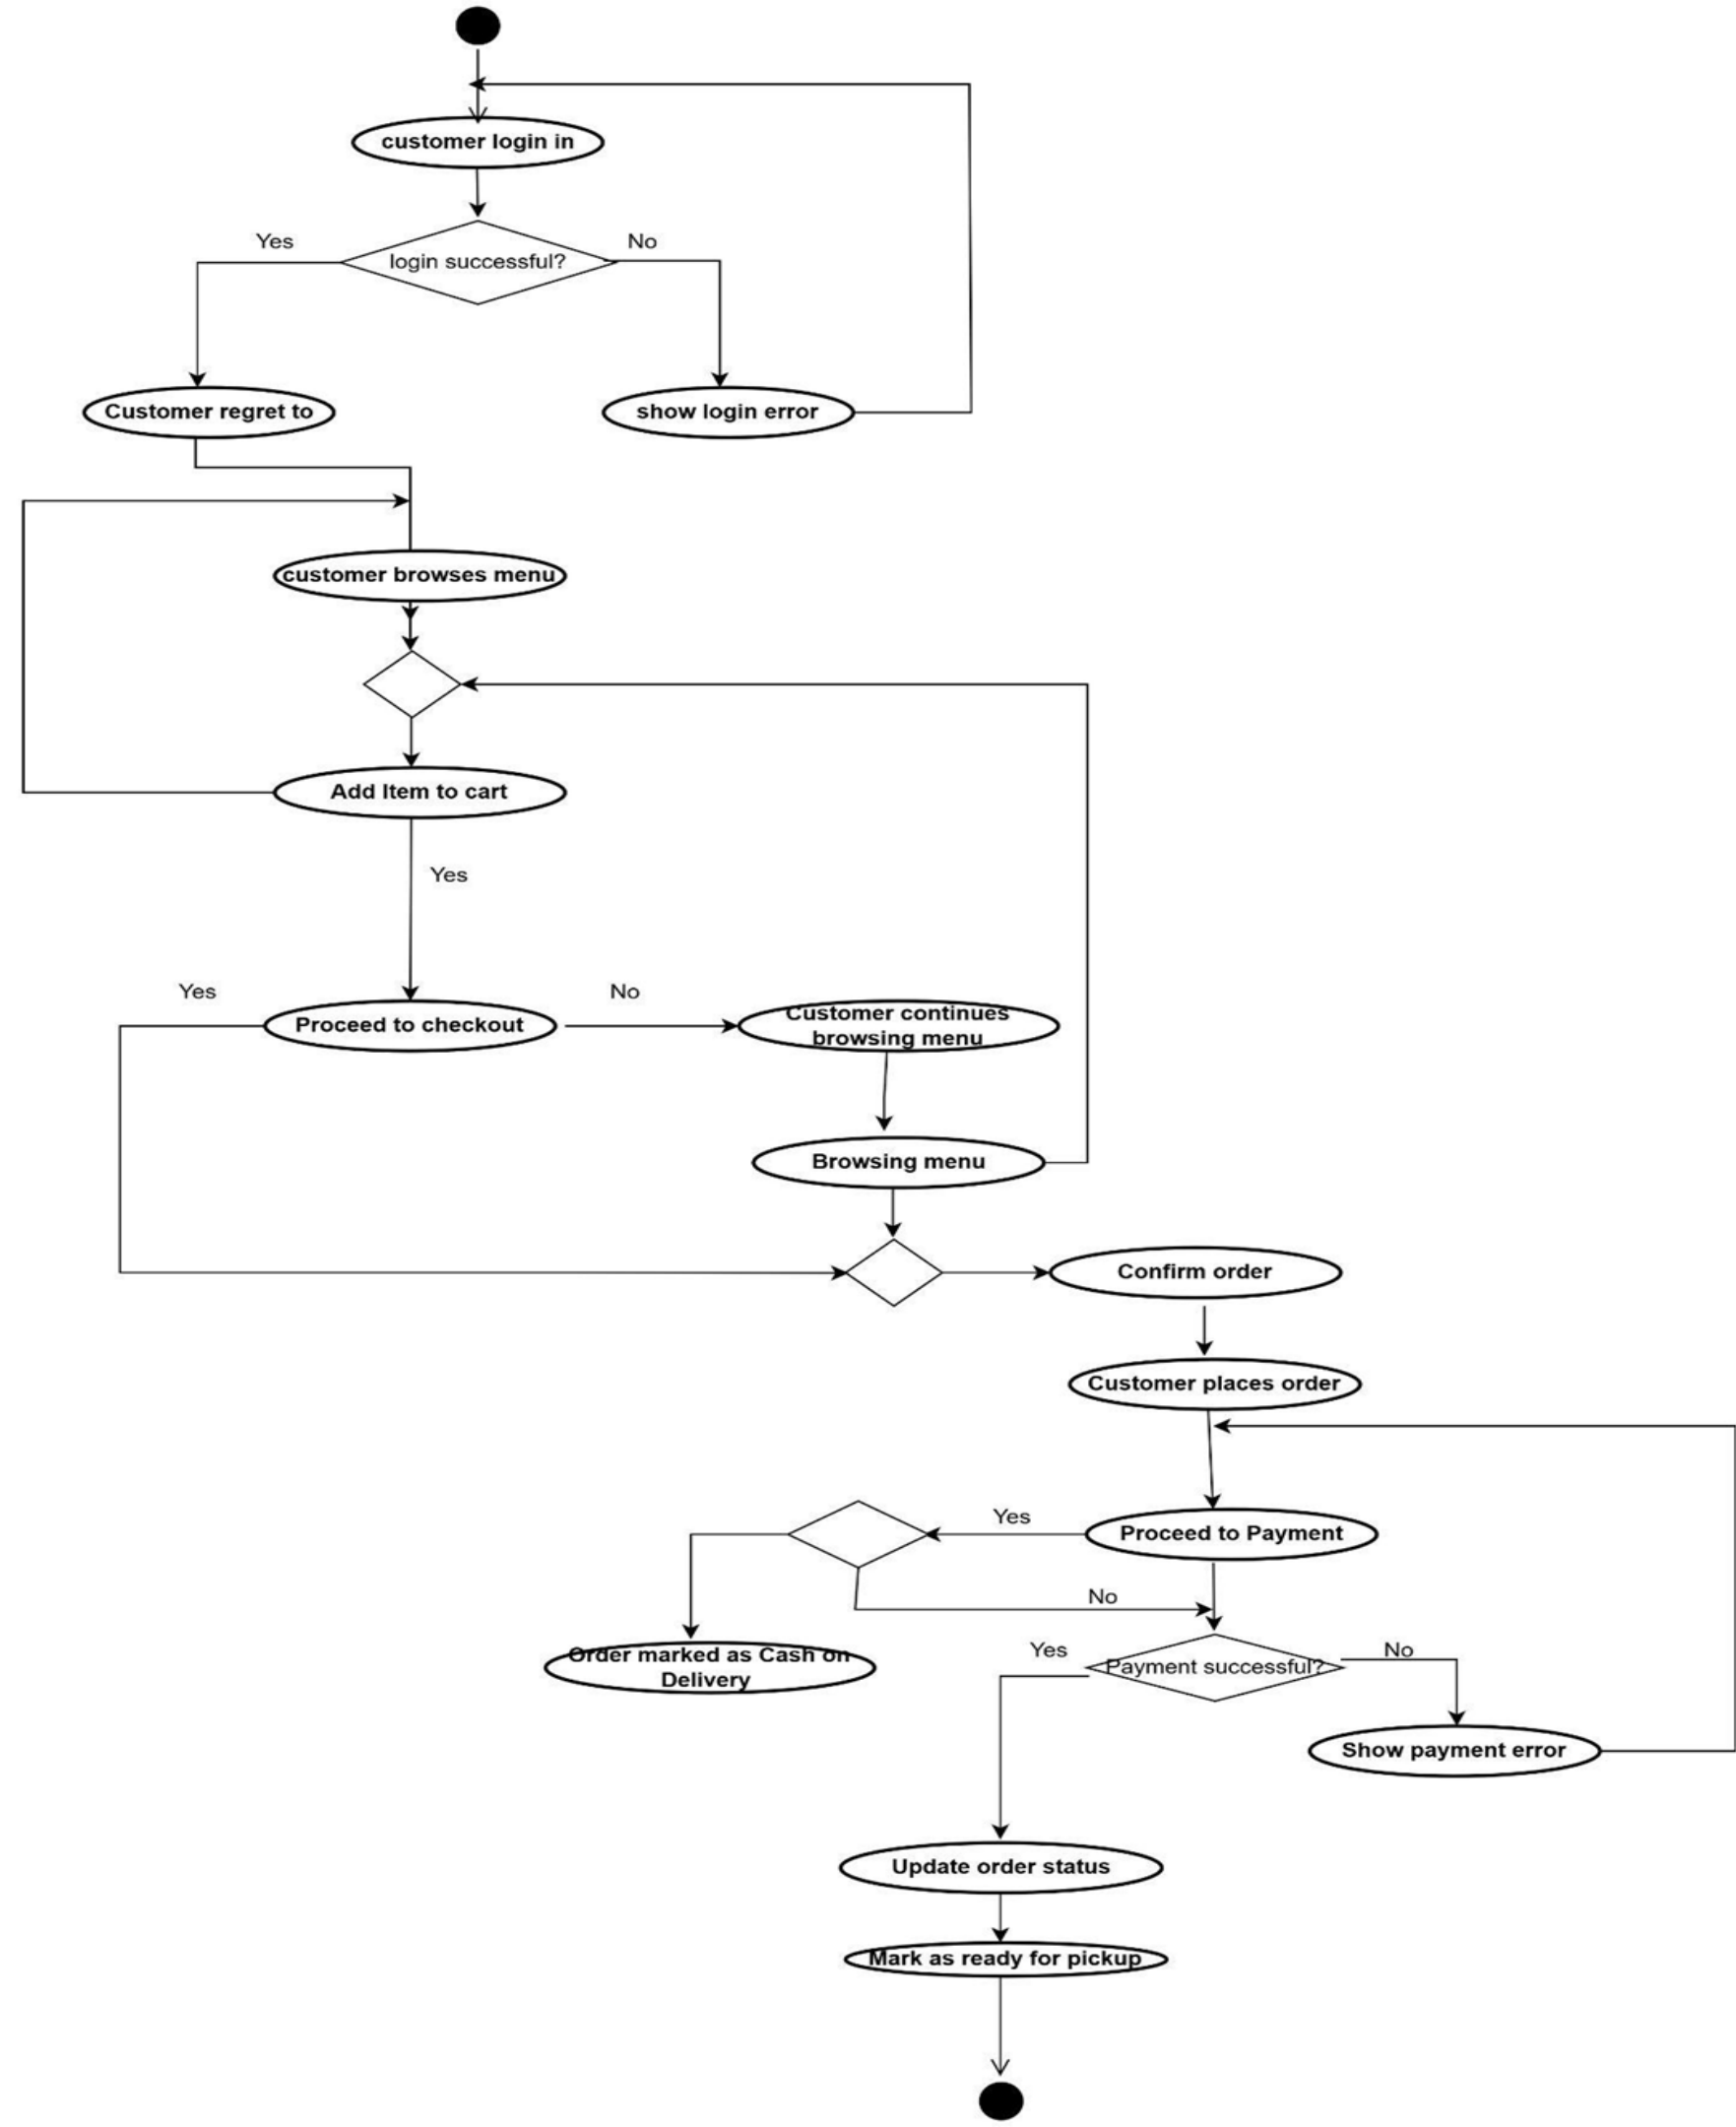 customer login in
Yes
No
login successful?
Customer regret to
show login error
customer browses menu
Add Item to cart
Yes
Yes
No
Proceed to checkout
Customer continues
browsing menu
Browsing menu
Confirm order
Customer places order
Yes
Proceed to Payment
No
Yes
No
Order marked as Cash on
Delivery
Payment successful?
Show payment error
Update order status
Mark as ready for pickup